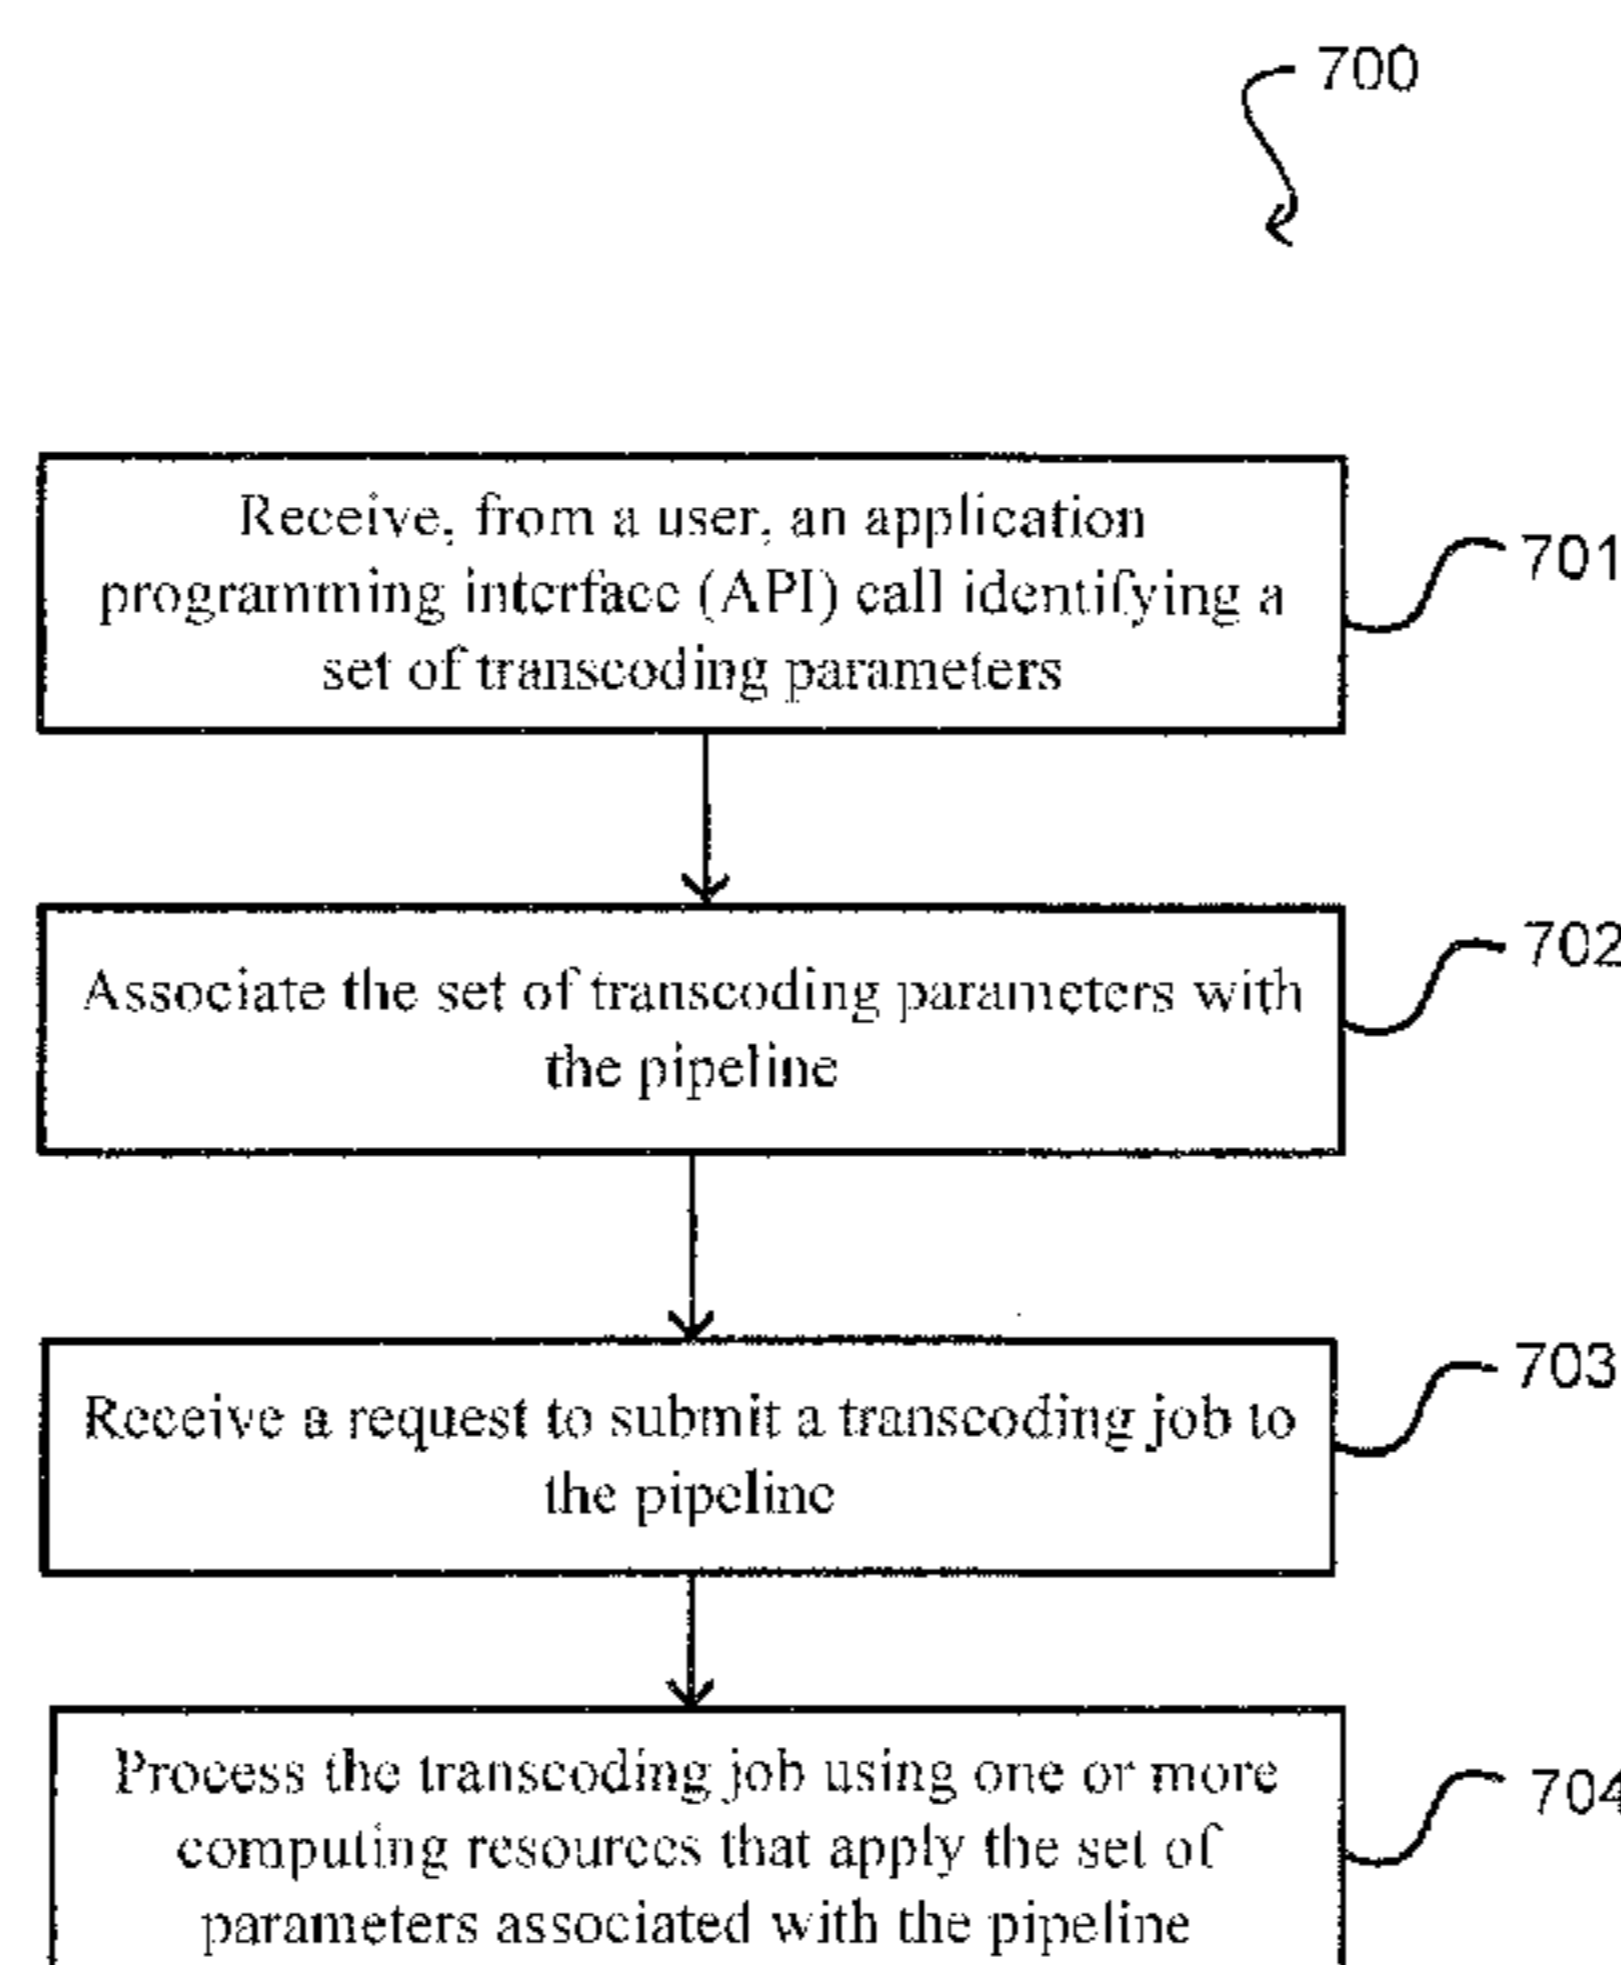 700
Receive, from a user, an application
programming interface (API) call identifying a
set of transcoding parameters
701
Associate the set of transcoding parameters with
the pipeline
702
Receive a request to submit a transcoding job to
the pipeline
703
Process the transcoding job using one or more
computing resources that apply the set of
parameters associated with the pipeline
704